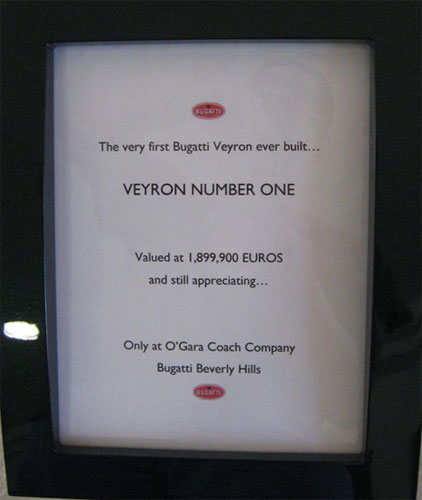 BUGATTI
The very first Bugatti Veyron ever built...
VEYRON NUMBER ONE
Valued at 1,899,900 EUROS
and still appreciating...
Only at O'Gara Coach Company
Bugatti Beverly Hills
BUGATTI